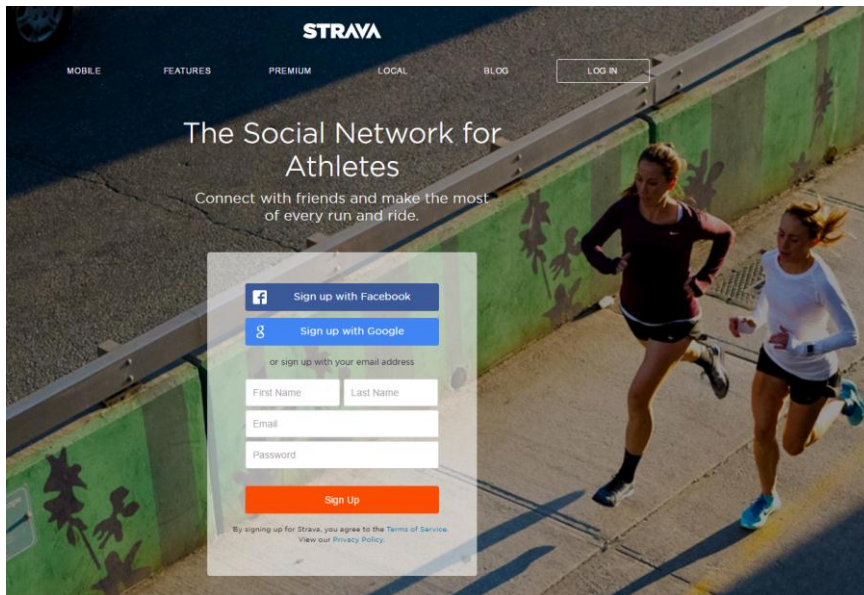 STRAVA
MOBILE FEATURES PREMIUM LOCAL BLOG LOG IN
The Social Network for
Athletes
Connect with friends and make the most
of every run and ride.
f Sign up with Facebook
g Sign up with Google
or sign up with your email address
First Name Last Name
Email
Password
Sign Up
By signing up for Strava, you agree to the Terms of Service.
View our Privacy Policy.